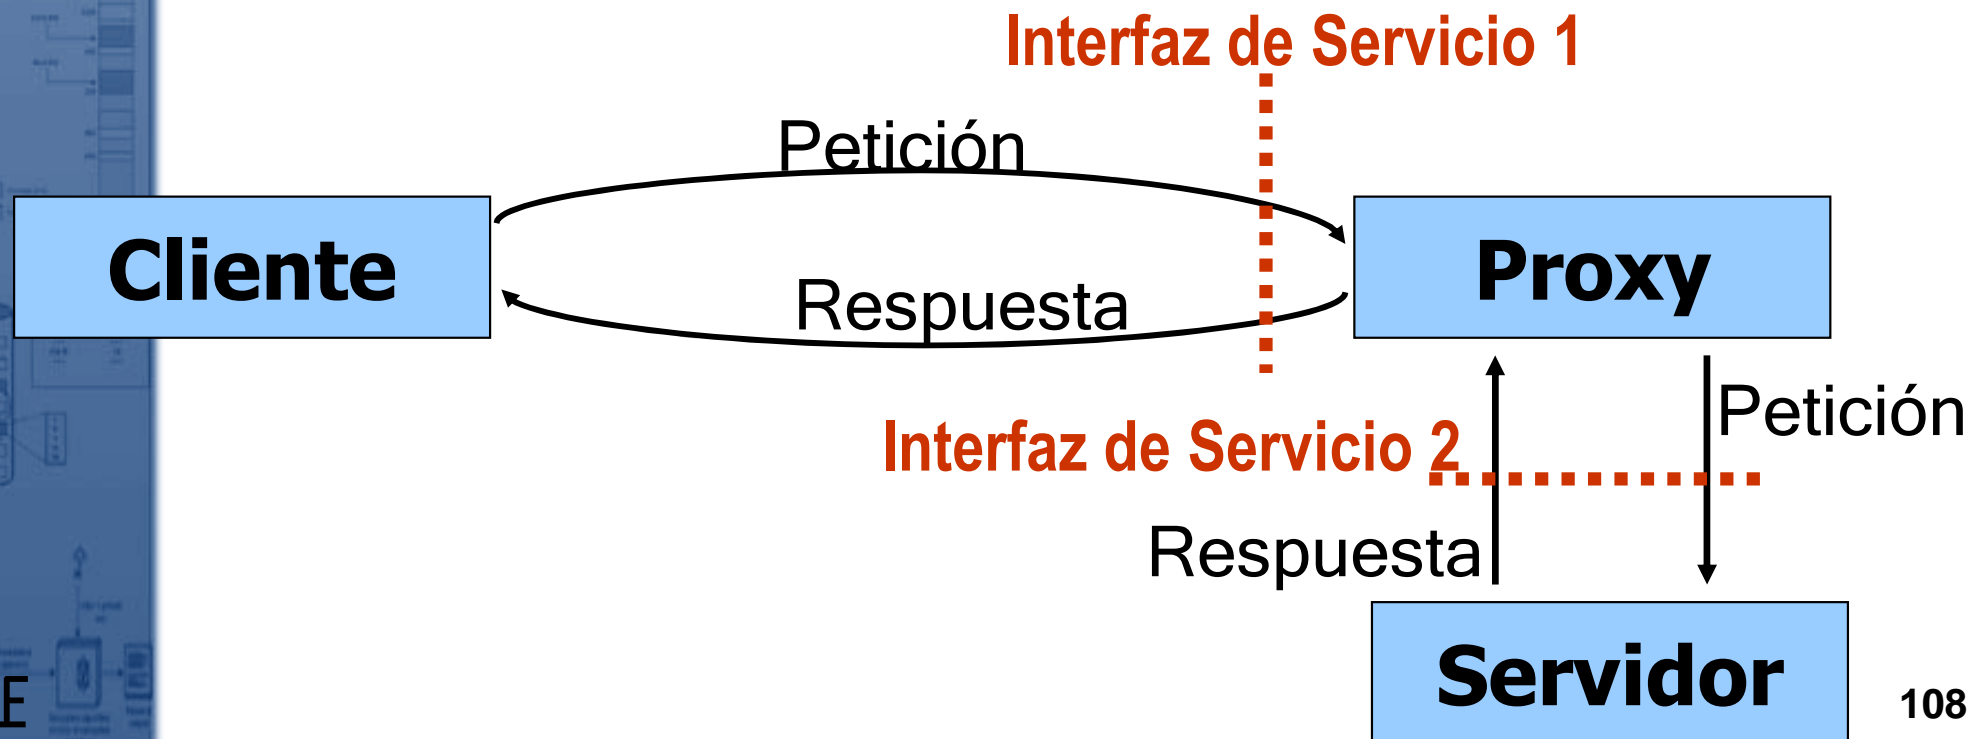 Interfaz de Servicio 1
Petición
Cliente
Proxy
Respuesta
Petición
Interfaz de Servicio 2
Respuesta
Servidor
E
108